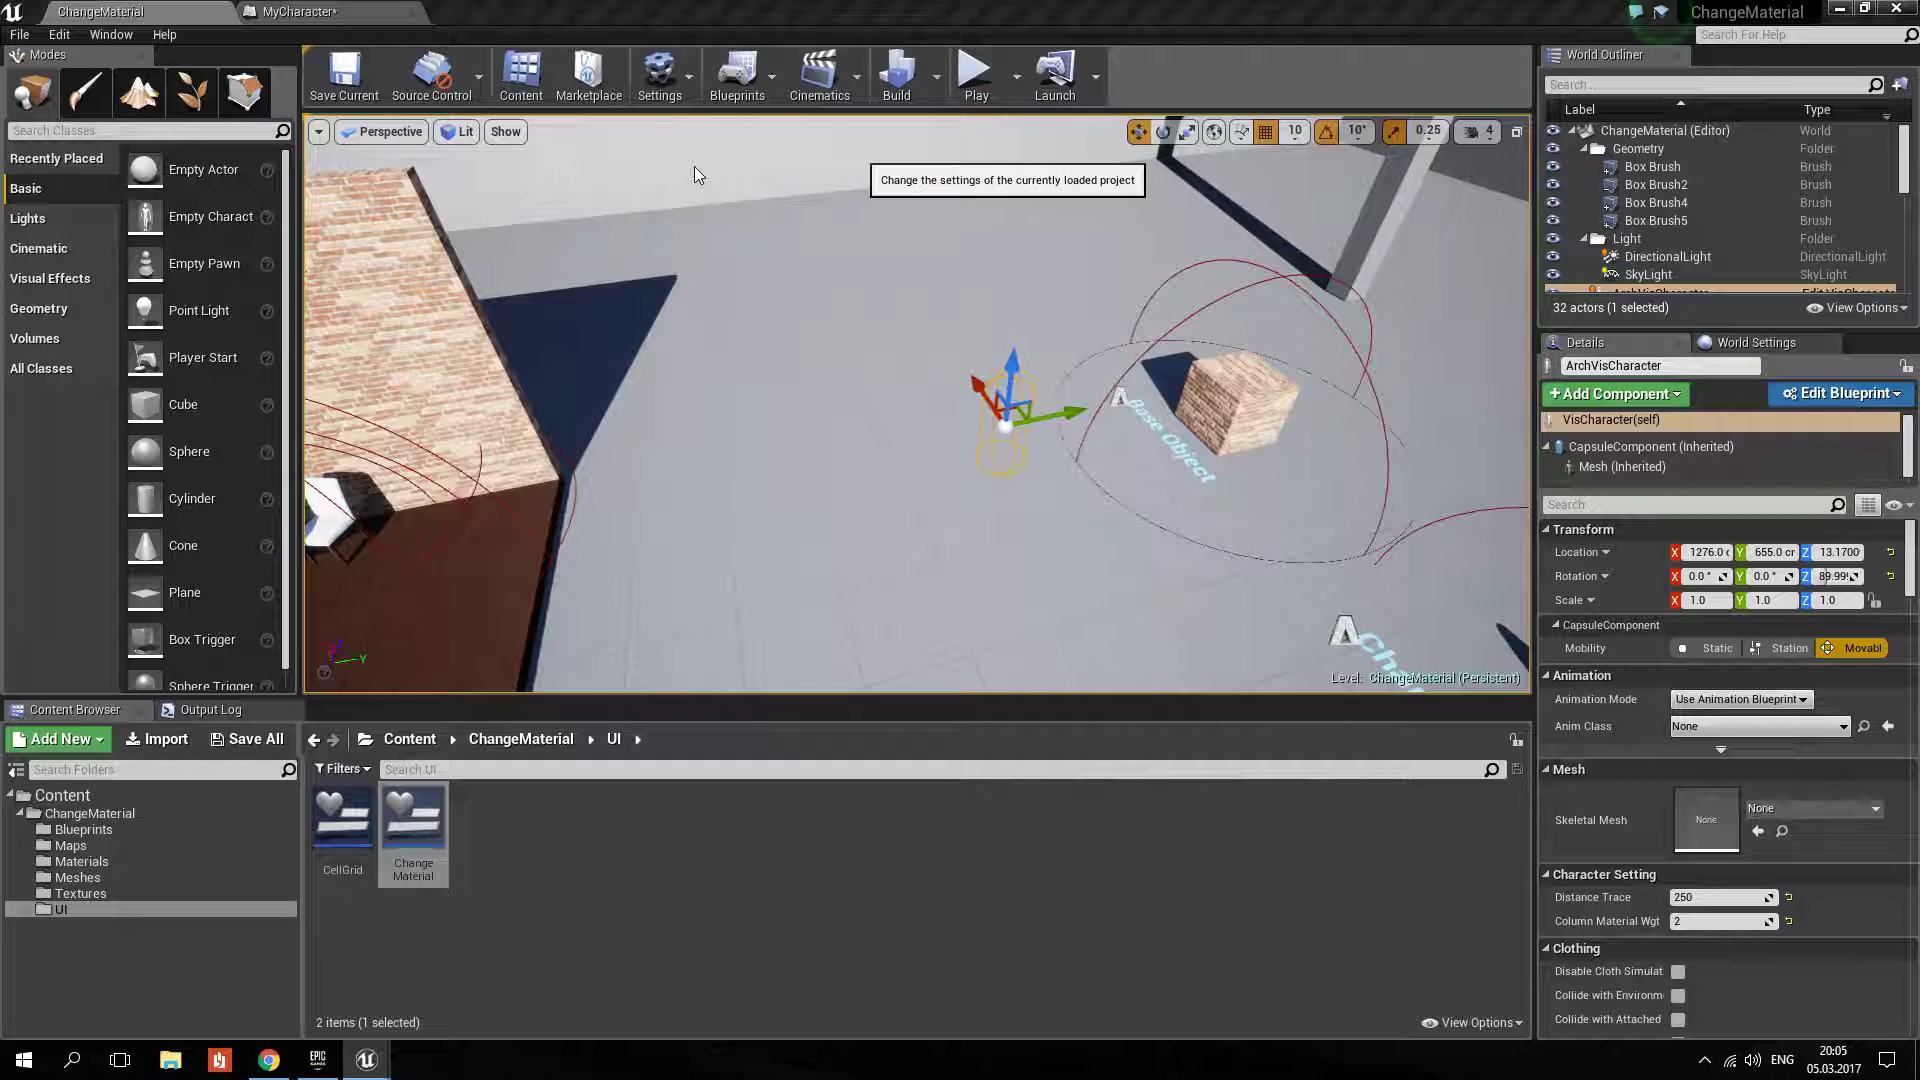 ChangeMaterial
MyCharacter*
ChangeMaterial
File
Edit
Window
Help
Search For Help
Modes
Search Classes
Recently Placed
Basic
Lights
Cinematic
Visual Effects
Geometry
Volumes
All Classes
Empty Actor
Empty Charact
Empty Pawn
Point Light
Player Start
Cube
Sphere
Cylinder
Cone
Plane
Box Trigger
Sphere Trigger
Save Current
Source Control
Content
Marketplace
Settings
Blueprints
Cinematics
Build
Play
Launch
Perspective
Lit
Show
10
10°
0.25
4
Change the settings of the currently loaded project
Base Object
Level: ChangeMaterial (Persistent)
World Outliner
Search...
Label
Type
ChangeMaterial (Editor)
World
Geometry
Folder
Box Brush
Brush
Box Brush2
Brush
Box Brush4
Brush
Box Brush5
Brush
Light
Folder
DirectionalLight
DirectionalLight
SkyLight
SkyLight
ArchVisCharacter
Edit VisCharacte
32 actors (1 selected)
View Options
Details
World Settings
ArchVisCharacter
+Add Component
Edit Blueprint
VisCharacter(self)
CapsuleComponent (Inherited)
Mesh (Inherited)
Search
Transform
Location
X
1276.0 c
Y
655.0 cr
Z
13.1700
Rotation
X
0.0 °
Y
0.0 °
Z
89.99
Scale
X
1.0
Y
1.0
Z
1.0
CapsuleComponent
Mobility
Static
Station
Movabl
Animation
Animation Mode
Use Animation Blueprint
Anim Class
None
Mesh
Skeletal Mesh
None
None
Character Setting
Distance Trace
250
Column Material Wgt
2
Clothing
Disable Cloth Simulat
Collide with Environm
Collide with Attached
Content Browser
Output Log
Add New
Import
Save All
Content
ChangeMaterial
UI
Search Folders
Filters
Search UI
Content
ChangeMaterial
Blueprints
Maps
Materials
Meshes
Textures
UI
CellGrid
Change
Material
2 items (1 selected)
View Options
EPIC
GAMES
ENG
20:05
05.03.2017